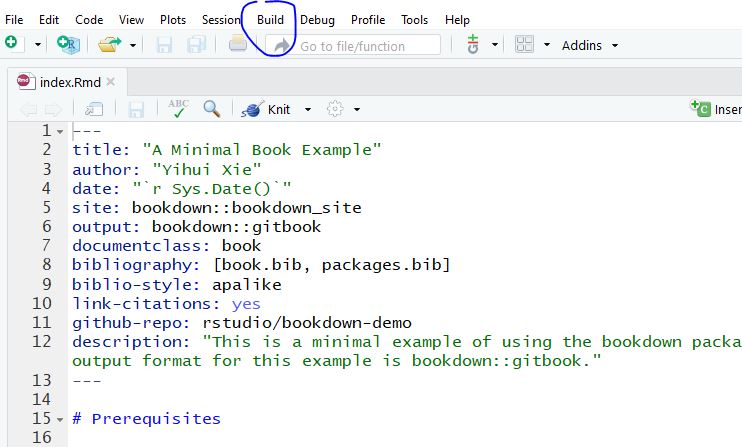 File Edit Code View Plots Session Build Debug Profile Tools Help
Go to file/function Addins
Rmd index.Rmd
ABC Knit C Inser
1 ---
2 title: "A Minimal Book Example"
3 author: "Yihui Xie"
4 date: "`r Sys.Date()`"
5 site: bookdown::bookdown_site
6 output: bookdown::gitbook
7 documentclass: book
8 bibliography: [book.bib, packages.bib]
9 biblio-style: apalike
10 link-citations: yes
11 github-repo: rstudio/bookdown-demo
12 description: "This is a minimal example of using the bookdown packa
output format for this example is bookdown::gitbook."
13 ---
14
15 # Prerequisites
16